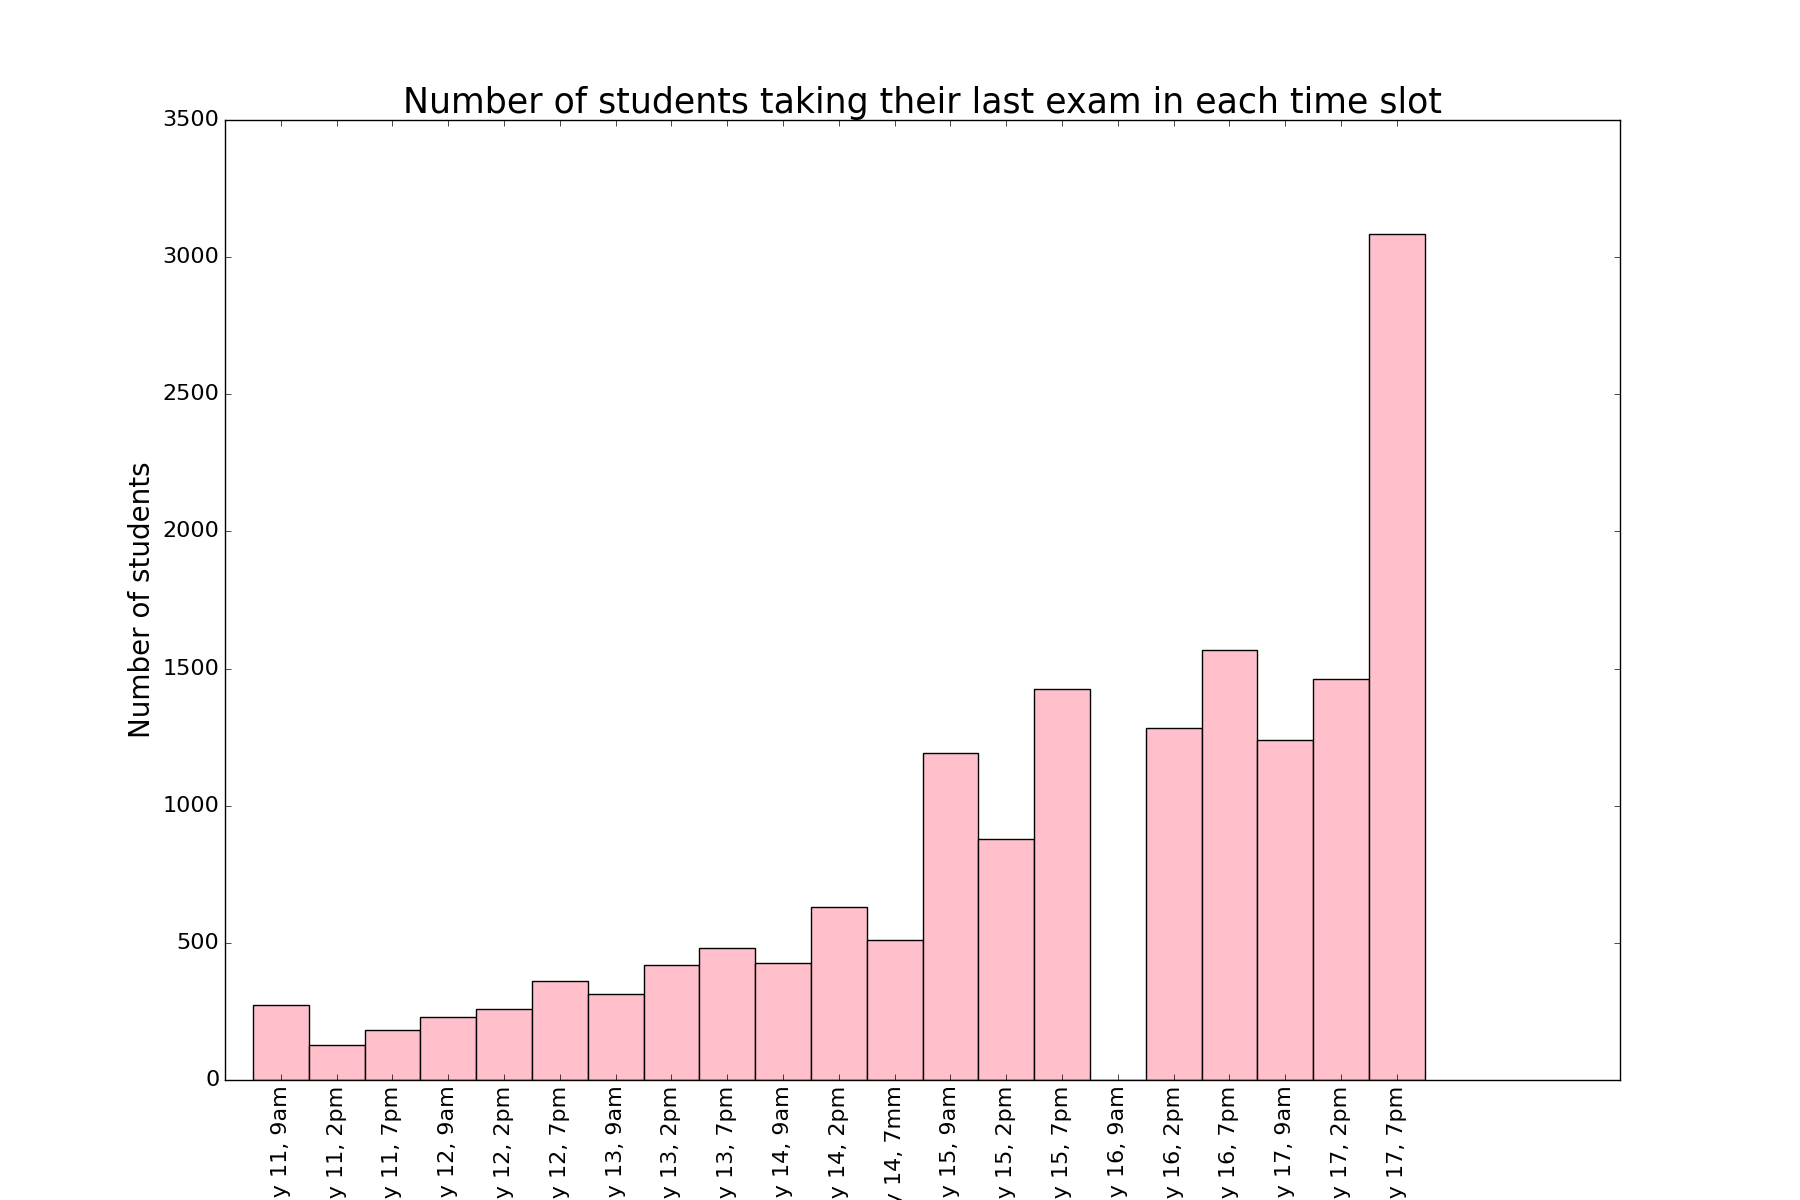 Number of students taking their last exam in each time slot
Number of students
3500
3000
2500
2000
1500
1000
500
0
y 11, 9am
y 11, 2pm
y 11, 7pm
y 12, 9am
y 12, 2pm
y 12, 7pm
y 13, 9am
y 13, 2pm
y 13, 7pm
y 14, 9am
y 14, 2pm
y 14, 7mm
y 15, 9am
y 15, 2pm
y 15, 7pm
y 16, 9am
y 16, 2pm
y 16, 7pm
y 17, 9am
y 17, 2pm
y 17, 7pm